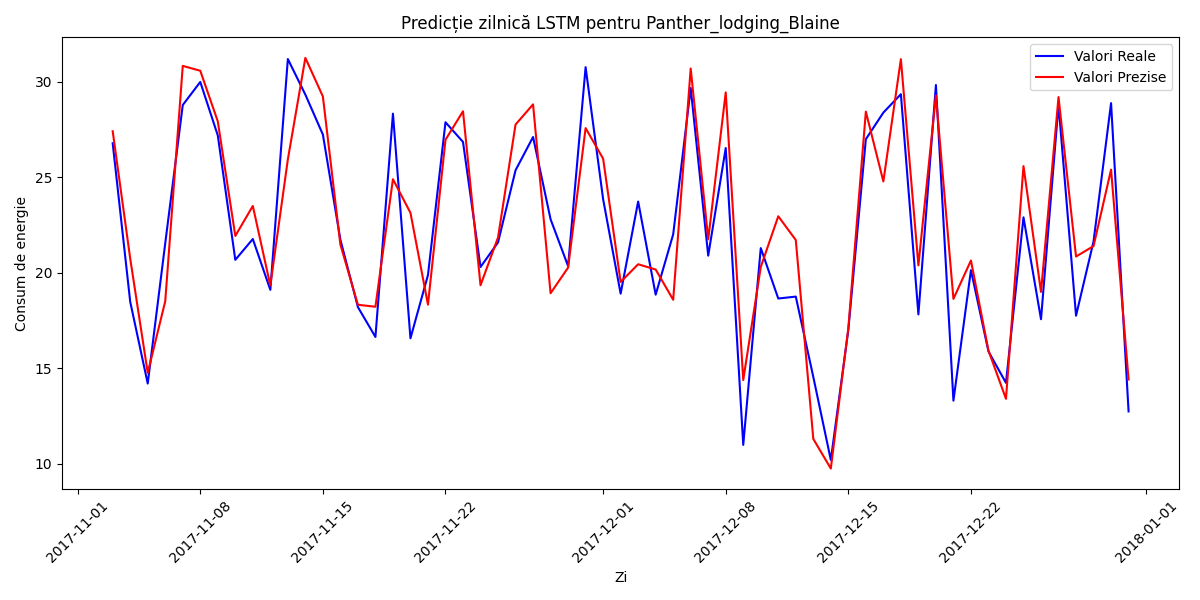 Predicție zilnică LSTM pentru Panther_lodging_Blaine
Valori Reale
Valori Prezise
Consum de energie
30
25
20
15
10
2017-11-01
2017-11-08
2017-11-15
2017-11-22
2017-12-01
2017-12-08
2017-12-15
2017-12-22
2018-01-01
Zi